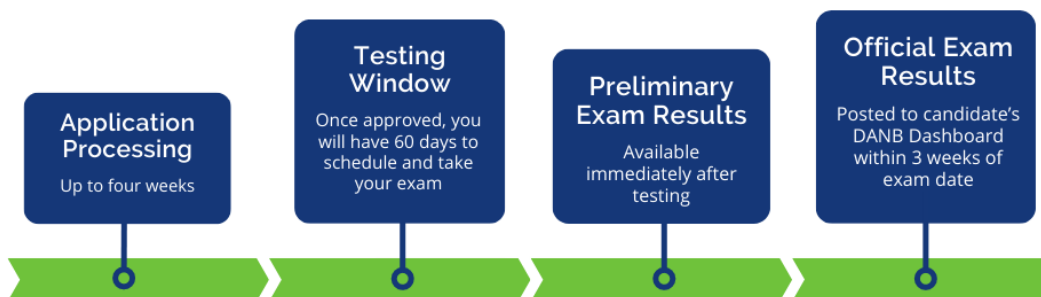 Application
Processing
Up to four weeks
Testing
Window
Once approved, you
will have 60 days to
schedule and take
your exam
Preliminary
Exam Results
Available
immediately after
testing
Official Exam
Results
Posted to candidate's
DANB Dashboard
within 3 weeks of
exam date